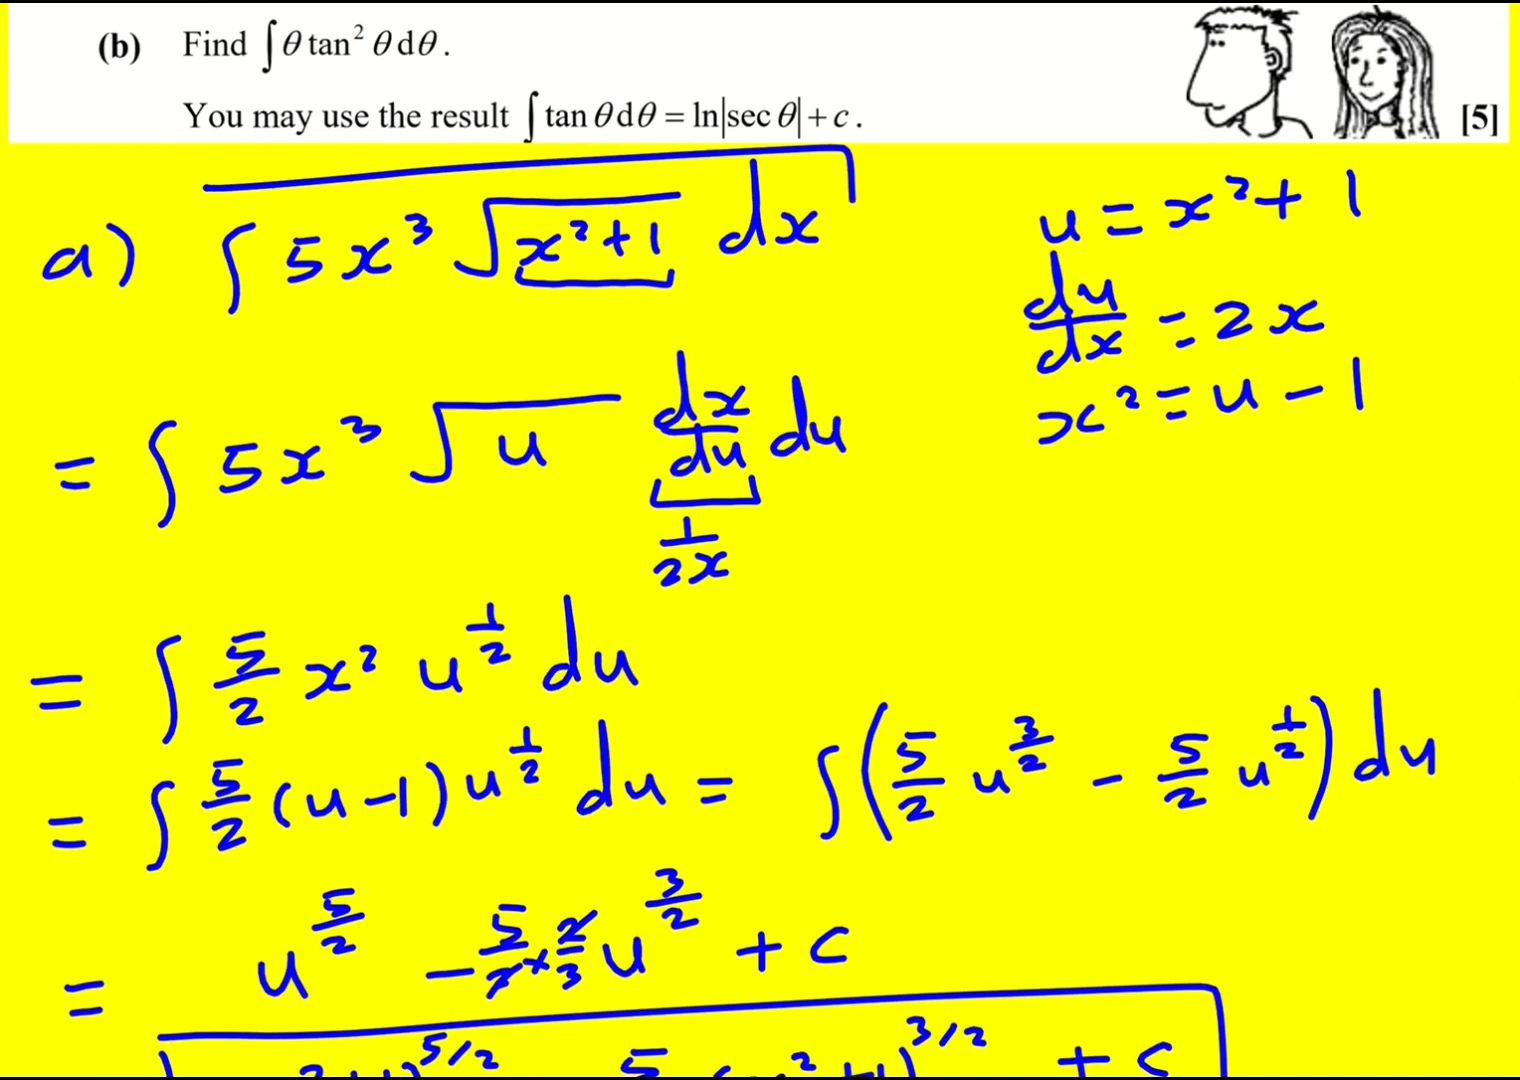 (b) Find ∫θ tan² θ dθ.
You may use the result ∫ tan θ dθ = ln|sec θ| + c. [5]
a) ∫ 5x³ √(x²+1) dx
u = x² + 1
du/dx = 2x
x² = u - 1
= ∫ 5x³ √u dx/du du
1/2x
= ∫ 5/2 x² u^(1/2) du
= ∫ 5/2 (u-1) u^(1/2) du = ∫ (5/2 u^(3/2) - 5/2 u^(1/2)) du
= u^(5/2) - 5/2 × 2/3 u^(3/2) + c